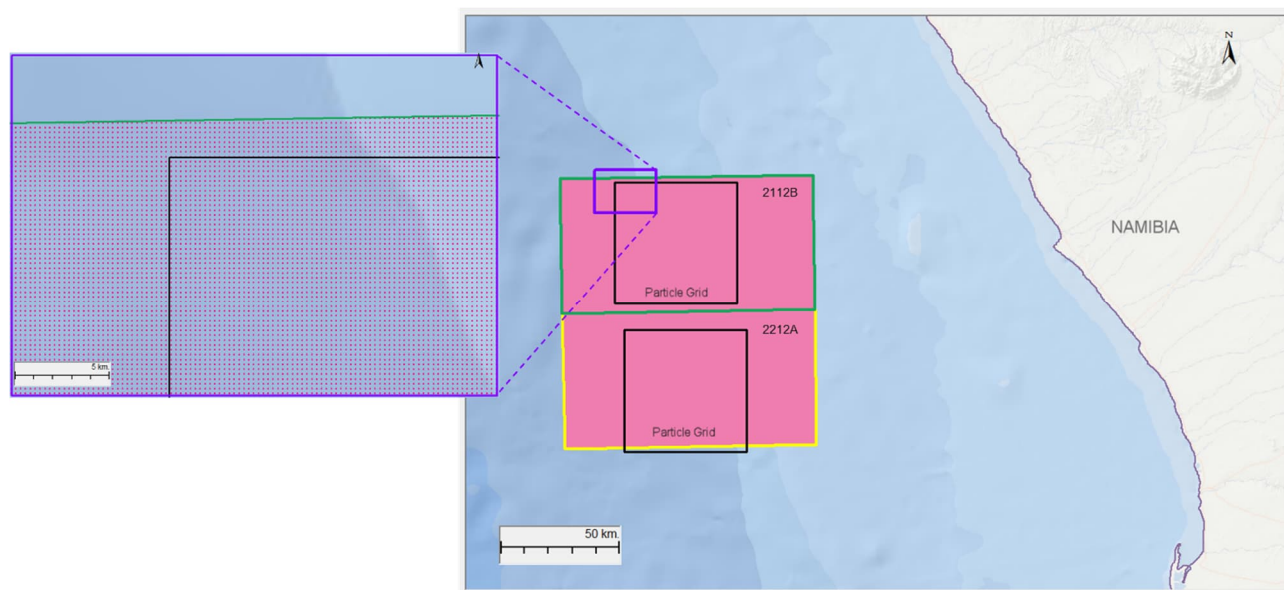 N
2112B
NAMIBIA
Particle Grid
2212A
5 km.
Particle Grid
50 km.